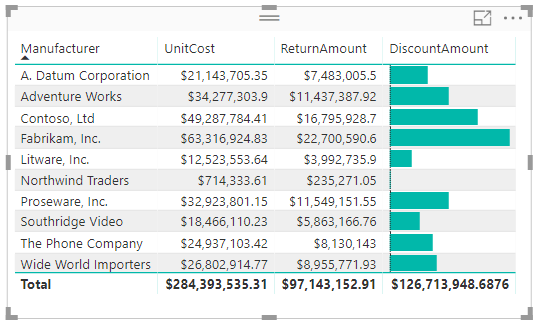 Manufacturer UnitCost ReturnAmount DiscountAmount
A. Datum Corporation $21,143,705.35 $7,483,005.5
Adventure Works $34,277,303.9 $11,437,387.92
Contoso, Ltd $49,287,784.41 $16,795,928.7
Fabrikam, Inc. $63,316,924.83 $22,700,590.6
Litware, Inc. $12,523,553.64 $3,992,735.9
Northwind Traders $714,333.61 $235,271.05
Proseware, Inc. $32,923,801.15 $11,549,151.55
Southridge Video $18,466,110.23 $5,863,166.76
The Phone Company $24,937,103.42 $8,130,143
Wide World Importers $26,802,914.77 $8,955,771.93
Total $284,393,535.31 $97,143,152.91 $126,713,948.6876